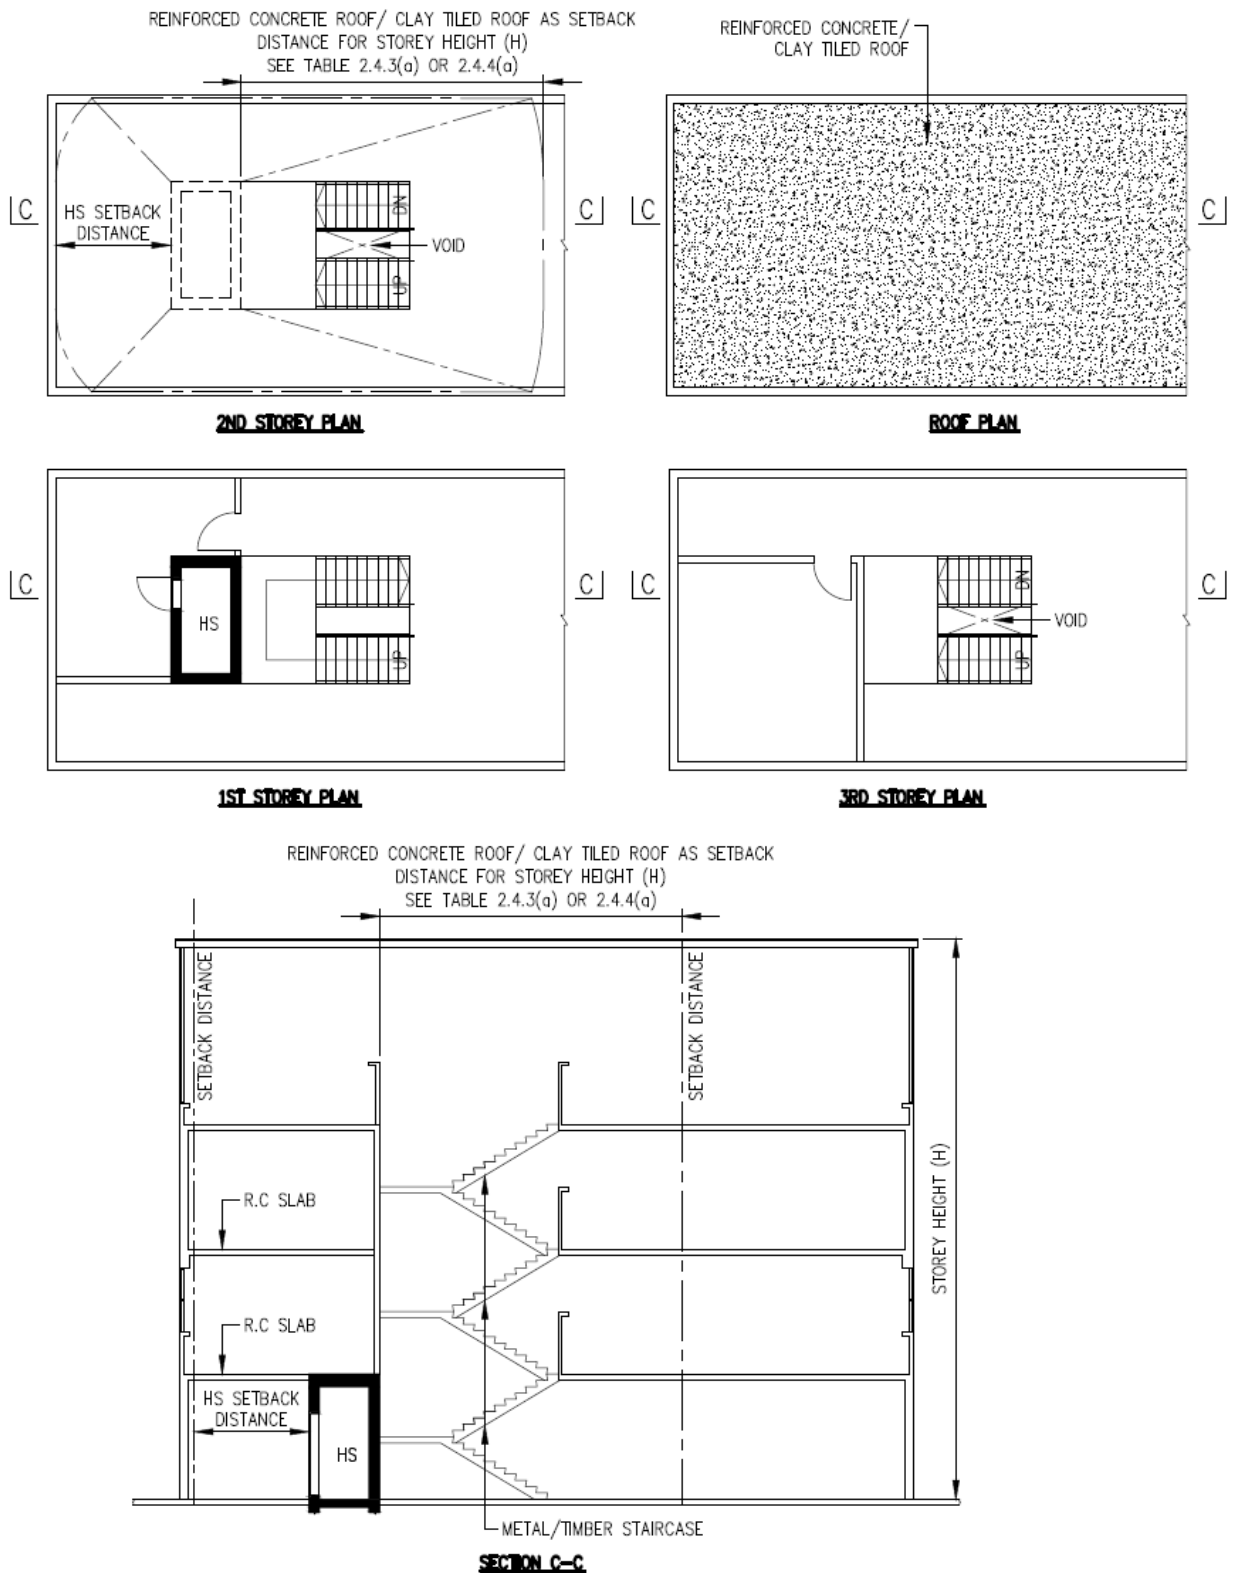 REINFORCED CONCRETE ROOF/ CLAY TILED ROOF AS SETBACK
DISTANCE FOR STOREY HEIGHT (H)
SEE TABLE 2.4.3(a) OR 2.4.4(a)
C
HS SETBACK
DISTANCE
DN
VOID
UP
C
2ND STOREY PLAN
REINFORCED CONCRETE/
CLAY TILED ROOF
C
C
ROOF PLAN
C
HS
UP
C
1ST STOREY PLAN
C
DN
VOID
UP
C
3RD STOREY PLAN
REINFORCED CONCRETE ROOF/ CLAY TILED ROOF AS SETBACK
DISTANCE FOR STOREY HEIGHT (H)
SEE TABLE 2.4.3(a) OR 2.4.4(a)
SETBACK DISTANCE
SETBACK DISTANCE
R.C SLAB
R.C SLAB
STOREY HEIGHT (H)
HS SETBACK
DISTANCE
HS
METAL/TIMBER STAIRCASE
SECTION C-C